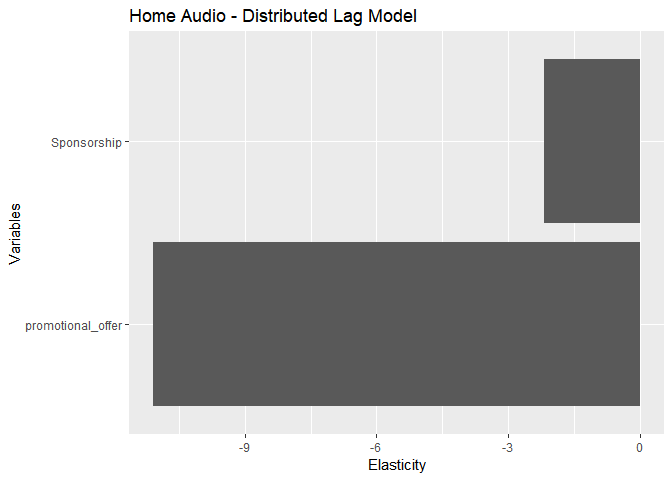 Home Audio - Distributed Lag Model
Sponsorship
promotional_offer
Variables
-9 -6 -3 0
Elasticity